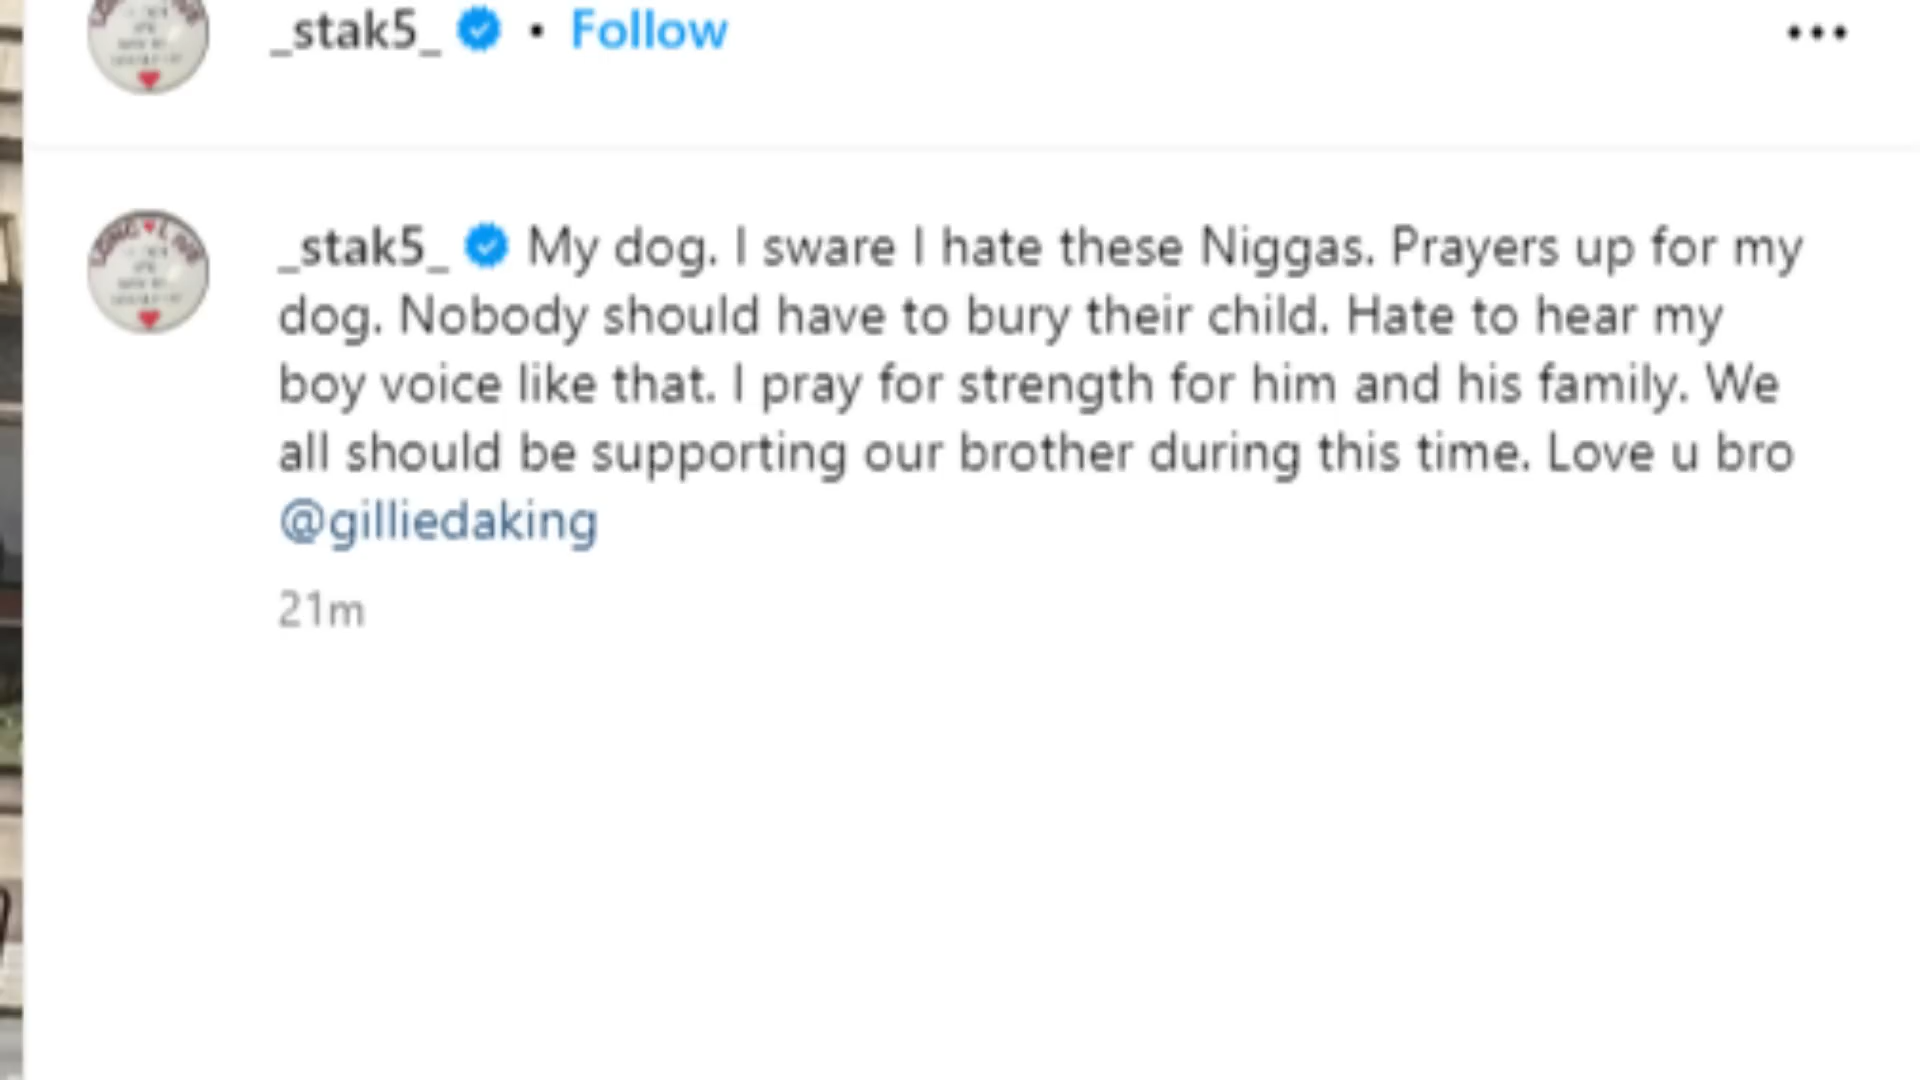 _stak5_ • Follow
_stak5_ My dog. I sware I hate these Niggas. Prayers up for my
dog. Nobody should have to bury their child. Hate to hear my
boy voice like that. I pray for strength for him and his family. We
all should be supporting our brother during this time. Love u bro
@gilliedaking
21m